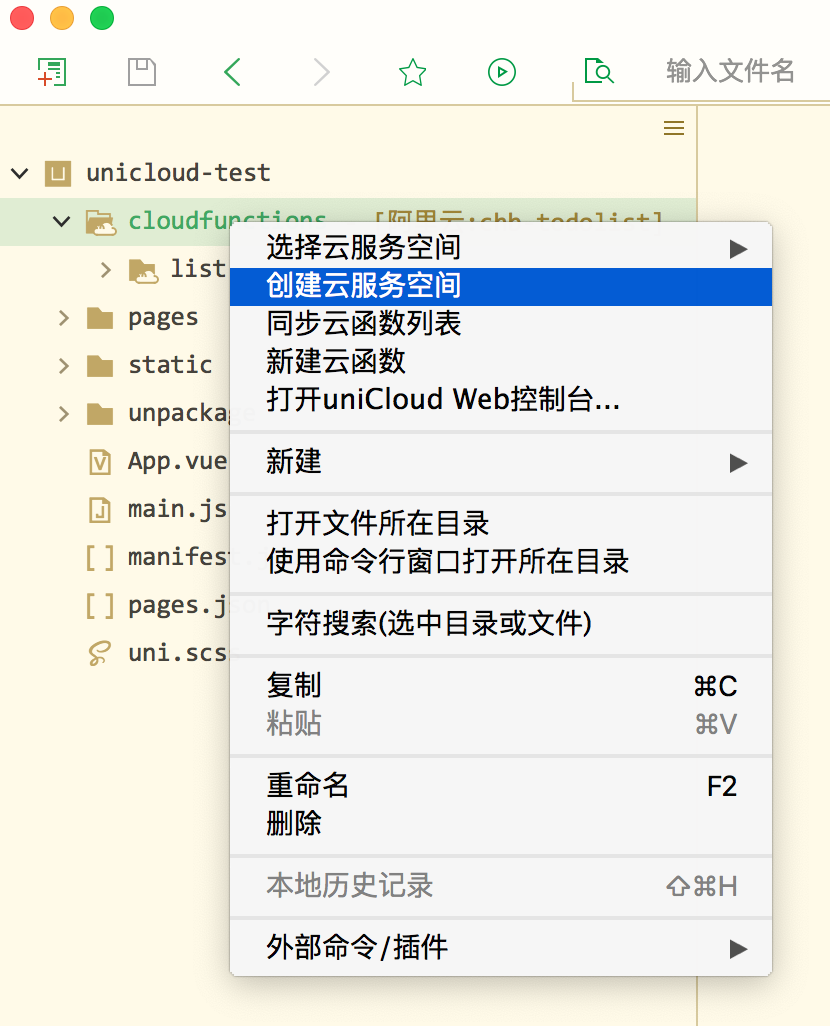 输入文件名
unicloud-test
cloudfunctions
选择云服务空间
list
创建云服务空间
同步云函数列表
pages
新建云函数
static
打开uniCloud Web控制台...
unpackage
App.vue
新建
main.js
打开文件所在目录
manifest
使用命令行窗口打开所在目录
pages.json
字符搜索(选中目录或文件)
uni.scs
复制 ⌘C
粘贴 ⌘V
重命名 F2
删除
本地历史记录 ⇧⌘H
外部命令/插件